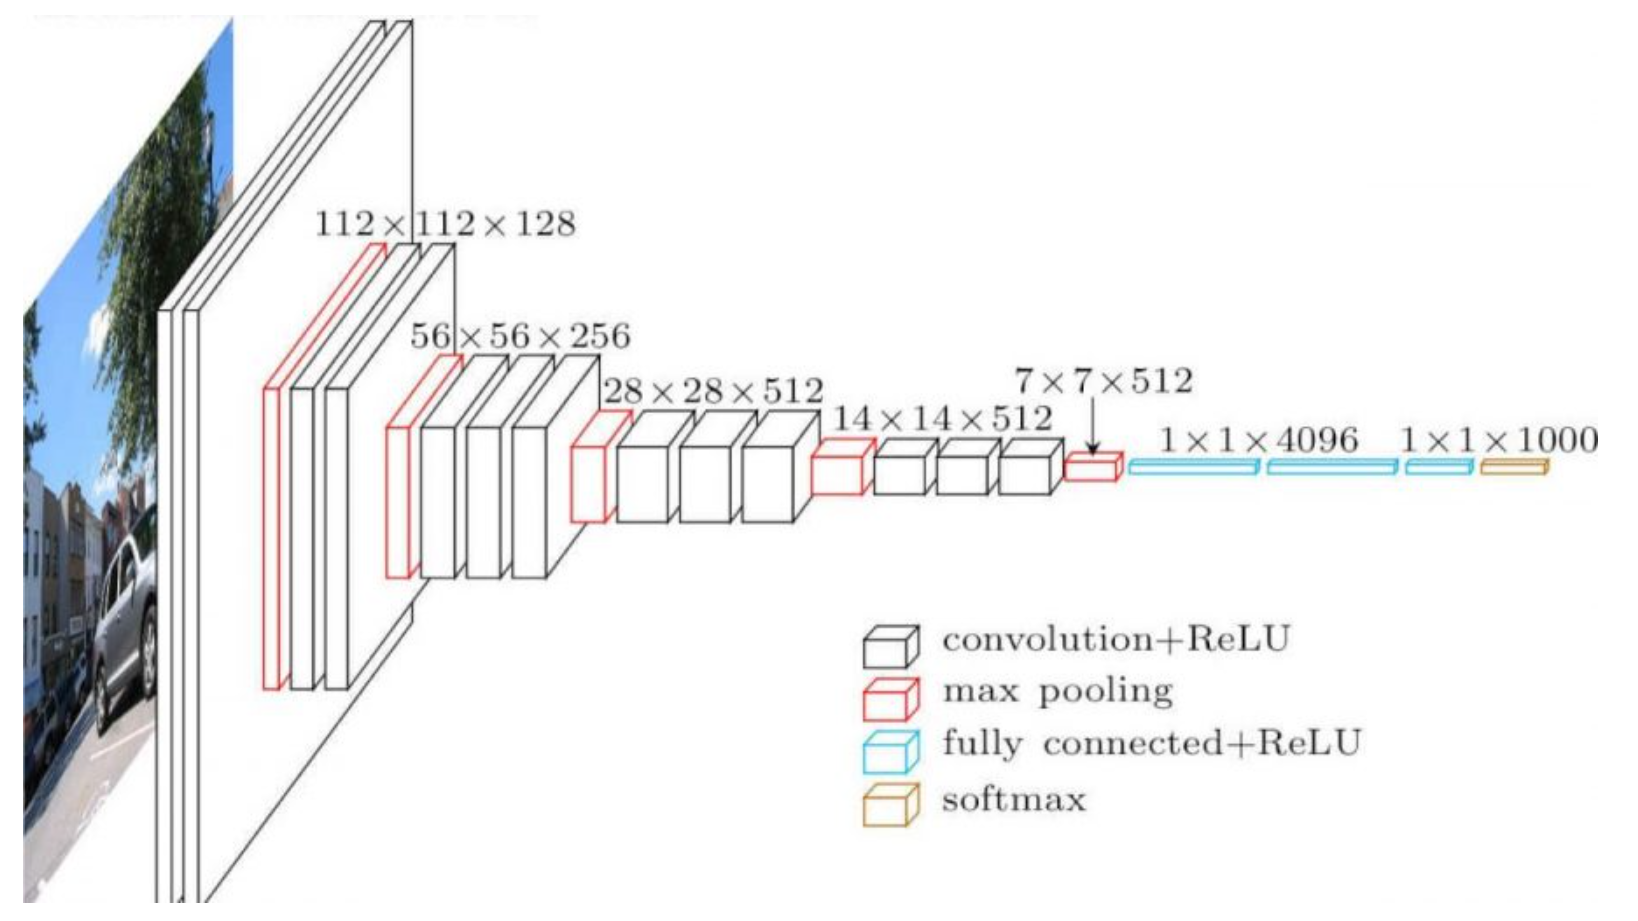 112×112×128
56×56×256
28×28×512
14×14×512
7×7×512
1×1×4096
1×1×1000
convolution+ReLU
max pooling
fully connected+ReLU
softmax